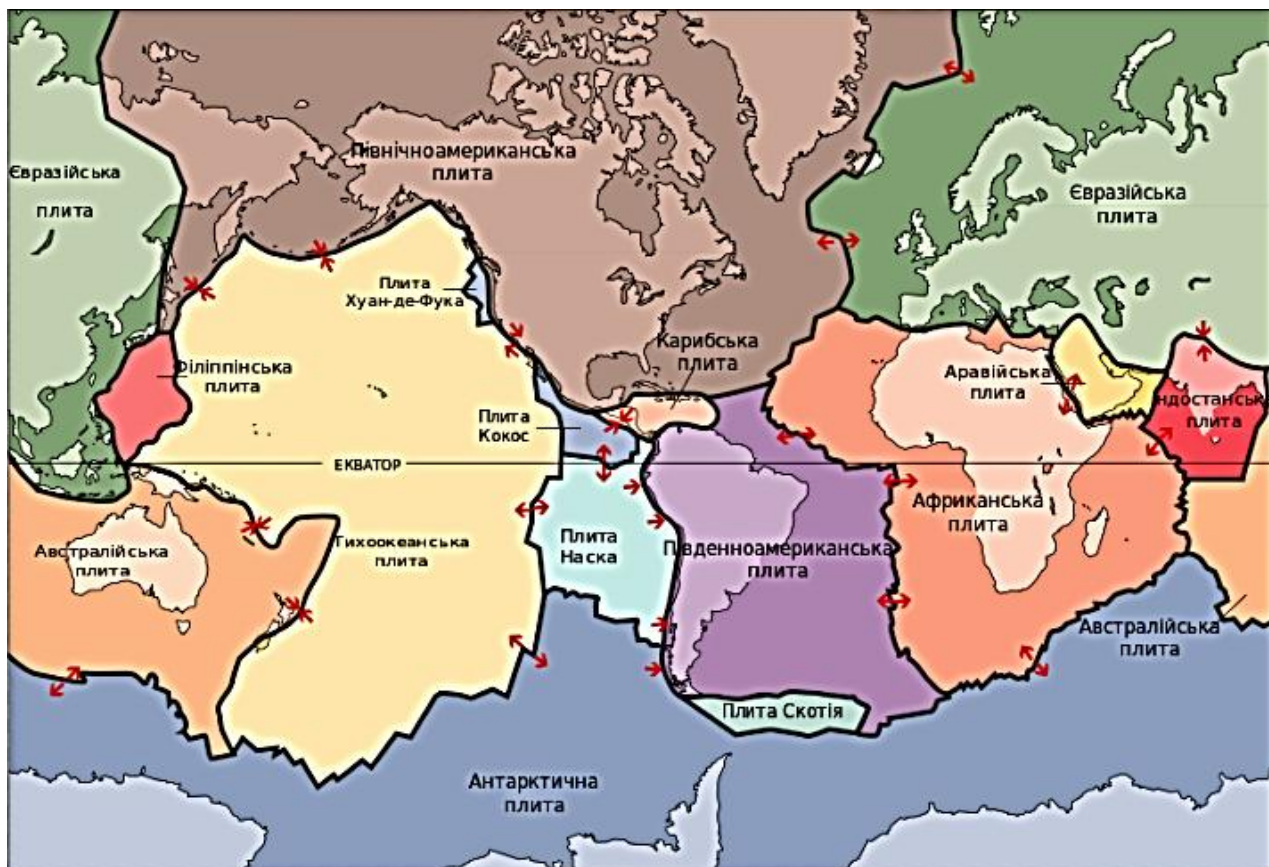 Північноамериканська
плита
Євразійська
плита
Євразійська
плита
Плита
Хуан-де-Фука
Карибська
плита
Філіппінська
плита
Аравійська
плита
ндостанськ
плита
Плита
Кокос
ЕКВАТОР
Африканська
плита
Австралійська
плита
Тихоокеанська
плита
Плита
Наска
Південноамериканська
плита
Австралійська
плита
Плита Скотія
Антарктична
плита